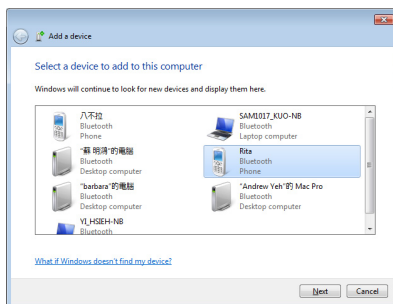 Add a device
Select a device to add to this computer
Windows will continue to look for new devices and display them here.
八不拉
Bluetooth
Phone
SAM1017_KUO-NB
Bluetooth
Laptop computer
"蘇 明鴻"的電腦
Bluetooth
Desktop computer
Rita
Bluetooth
Phone
"barbara"的電腦
Bluetooth
Desktop computer
"Andrew Yeh"的 Mac Pro
Bluetooth
Desktop computer
YI_HSIEH-NB
Bluetooth
What if Windows doesn't find my device?
Next
Cancel